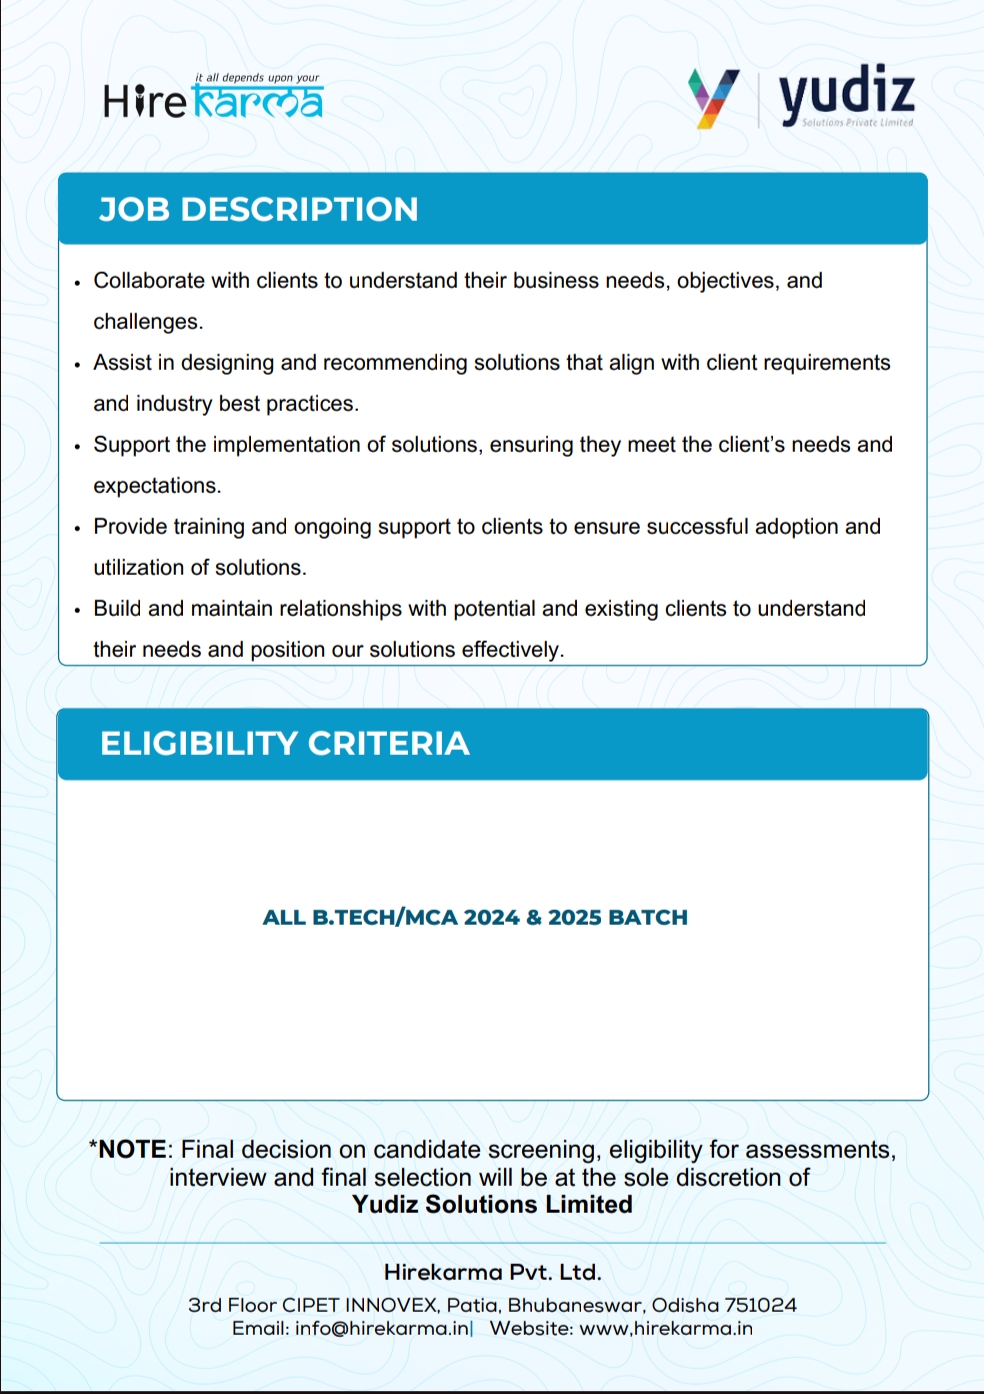 it all depends upon your
Hire karma
yudiz
Solutions Private Limited
JOB DESCRIPTION
• Collaborate with clients to understand their business needs, objectives, and
challenges.
• Assist in designing and recommending solutions that align with client requirements
and industry best practices.
• Support the implementation of solutions, ensuring they meet the client’s needs and
expectations.
• Provide training and ongoing support to clients to ensure successful adoption and
utilization of solutions.
• Build and maintain relationships with potential and existing clients to understand
their needs and position our solutions effectively.
ELIGIBILITY CRITERIA
ALL B.TECH/MCA 2024 & 2025 BATCH
*NOTE: Final decision on candidate screening, eligibility for assessments,
interview and final selection will be at the sole discretion of
Yudiz Solutions Limited
Hirekarma Pvt. Ltd.
3rd Floor CIPET INNOVEX, Patia, Bhubaneswar, Odisha 751024
Email: info@hirekarma.in| Website: www,hirekarma.in